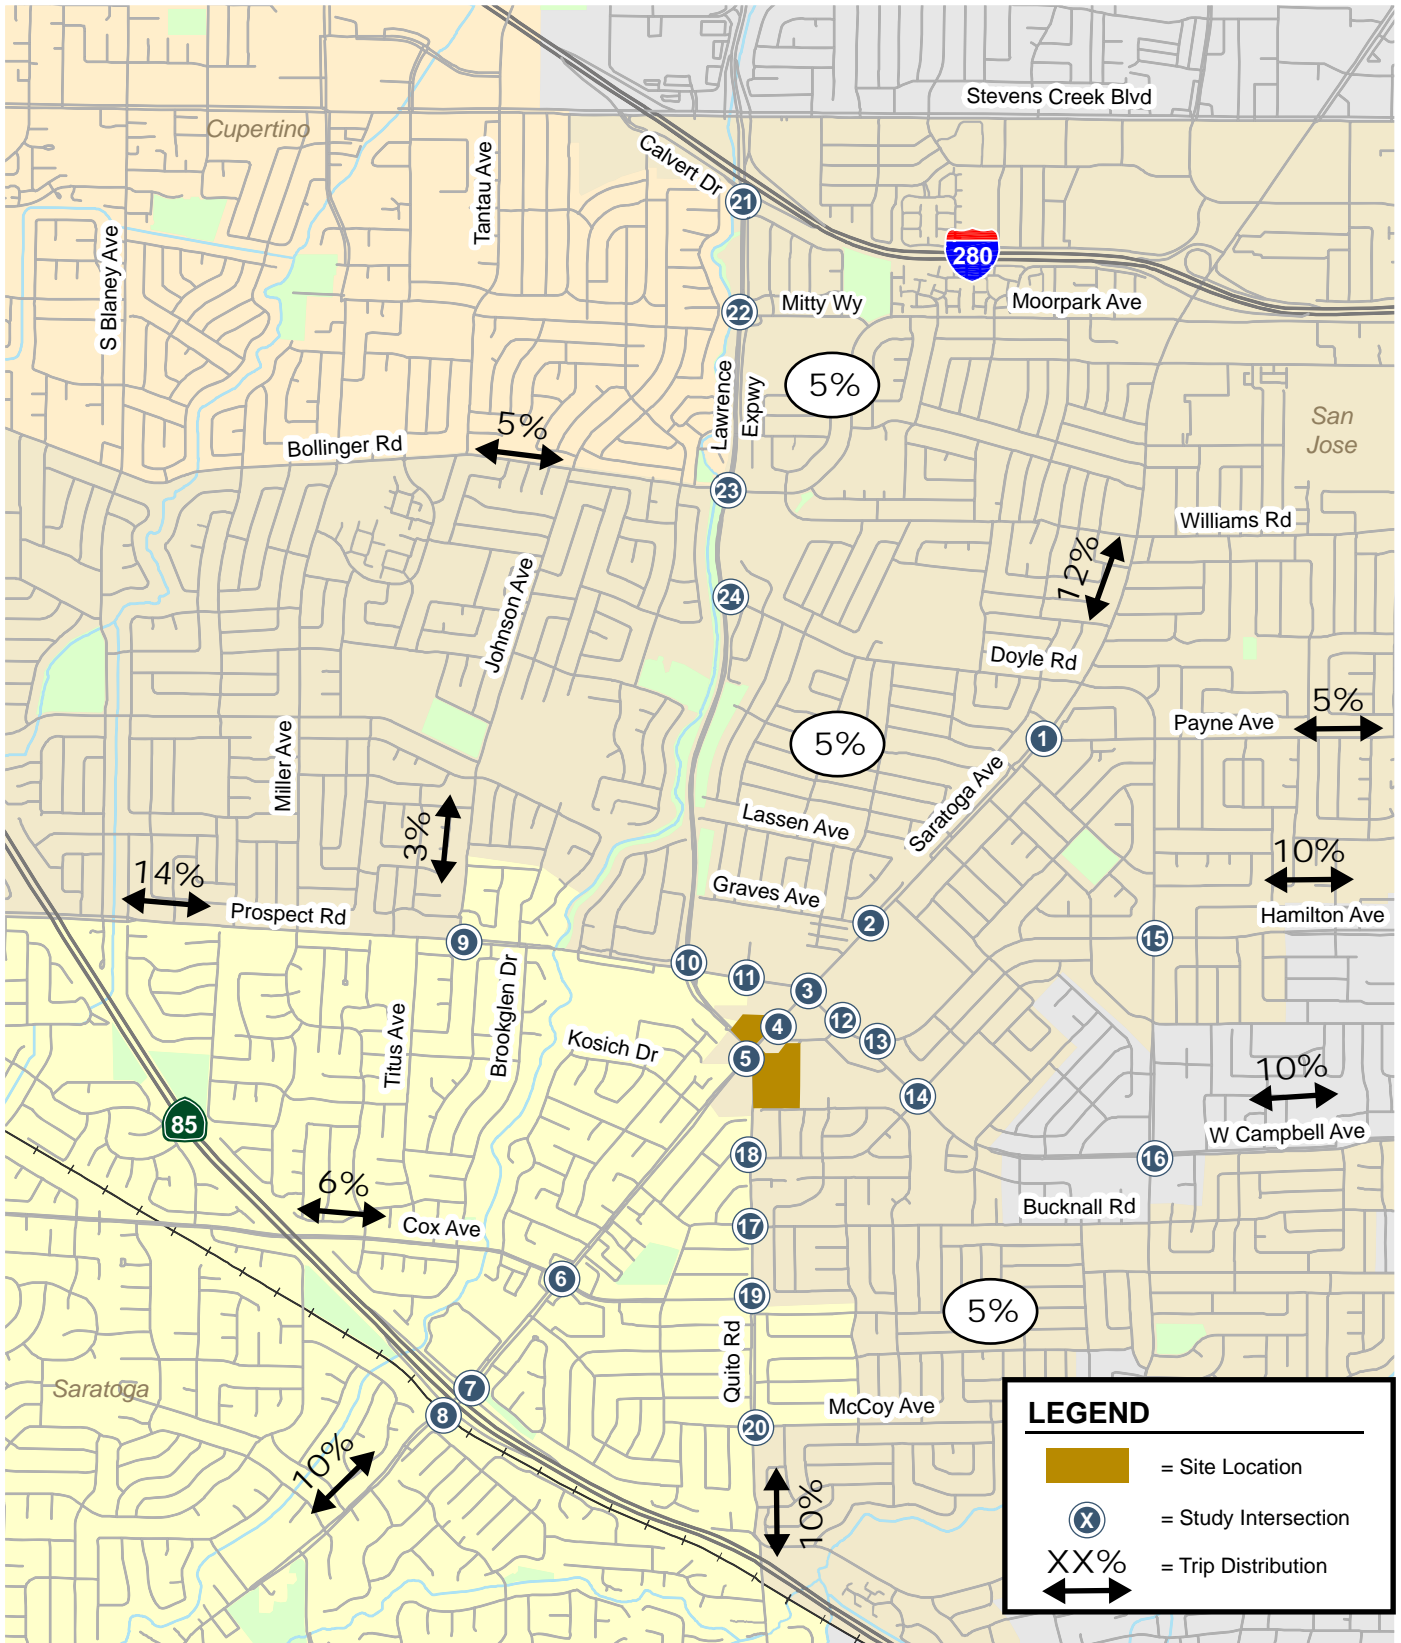 Stevens Creek Blvd
Cupertino
Calvert Dr
Tantau Ave
21
S Blaney Ave
280
Mitty Wy
Moorpark Ave
22
Lawrence
Expwy
5%
San
Jose
5%
Bollinger Rd
23
Williams Rd
12%
Johnson Ave
24
Doyle Rd
5%
Payne Ave
1
5%
Miller Ave
Saratoga Ave
Lassen Ave
3%
14%
10%
Graves Ave
Prospect Rd
Hamilton Ave
2
9
15
10
11
3
Brookglen Dr
Titus Ave
Kosich Dr
4
12
13
5
10%
14
85
W Campbell Ave
18
16
6%
Bucknall Rd
Cox Ave
17
6
19
5%
Quito Rd
Saratoga
7
8
McCoy Ave
20
10%
10%
LEGEND
= Site Location
X = Study Intersection
XX% = Trip Distribution